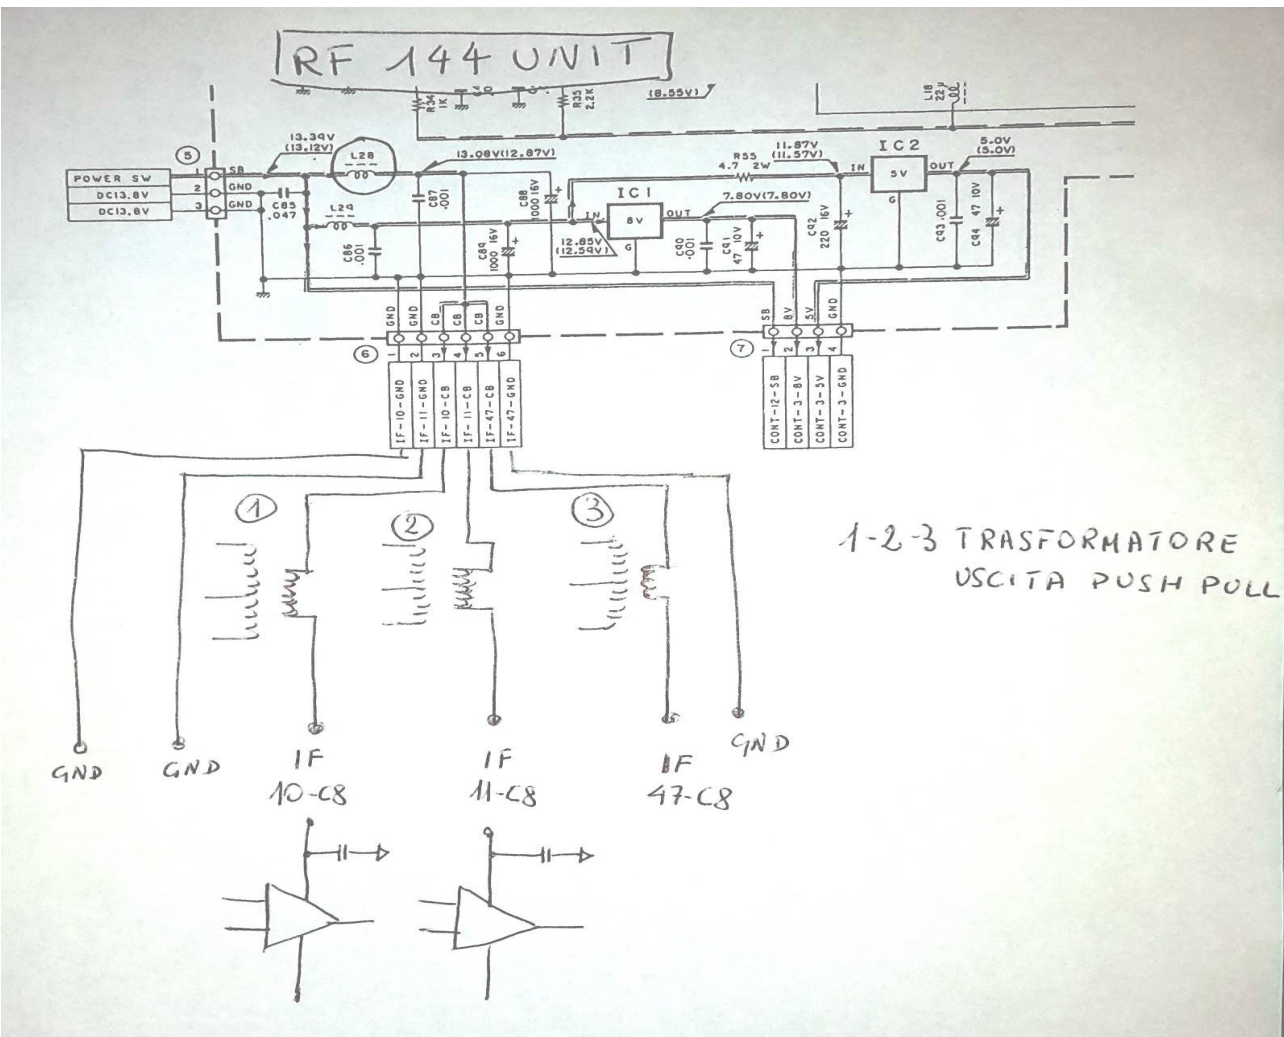 RF 144 UNIT
R34
1K
R35
2.2K
(8.55V)
L18
22μ
5
POWER SW
DC13.8V
DC13.8V
1
2
3
SB
GND
GND
13.34V
(13.12V)
C85
.047
L28
L29
C86
.001
13.08V(12.87V)
C87
.001
C88
1000 16V
+
C89
1000 16V
+
IN
12.85V
(12.59V)
IC1
8V
G
OUT
7.80V(7.80V)
C90
.001
C91
47 10V
+
R55
4.7 2W
11.87V
(11.57V)
C92
220 16V
+
IN
IC2
5V
G
OUT
5.0V
(5.0V)
C93 .001
C94 47 10V
+
GND
GND
CB
CB
CB
GND
6
1
2
3
4
5
6
IF-10-GND
IF-11-GND
IF-10-CB
IF-11-CB
IF-47-CB
IF-47-GND
SB
8V
5V
GND
7
1
2
3
4
CONT-12-SB
CONT-3-8V
CONT-3-5V
CONT-3-GND
1
2
3
1-2-3 TRASFORMATORE
USCITA PUSH PULL
GND
GND
IF
10-C8
IF
11-C8
IF
47-C8
GND